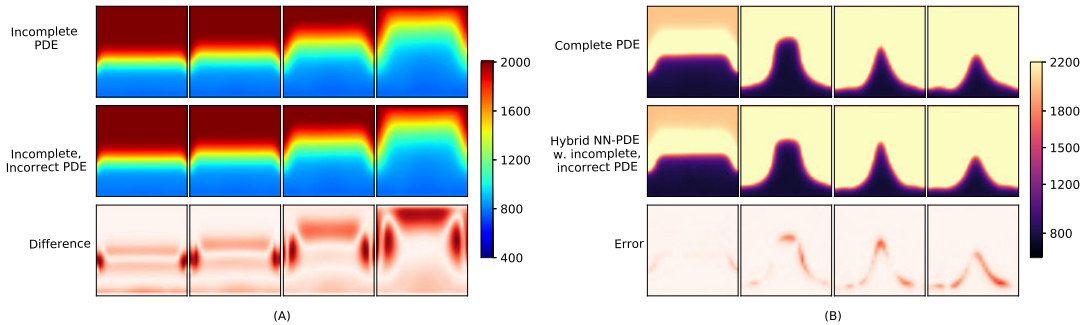 Incomplete
PDE
Incomplete,
Incorrect PDE
Difference
2000
1600
1200
800
400
(A)
Complete PDE
Hybrid NN-PDE
w. incomplete,
incorrect PDE
Error
2200
1800
1500
1200
800
(B)